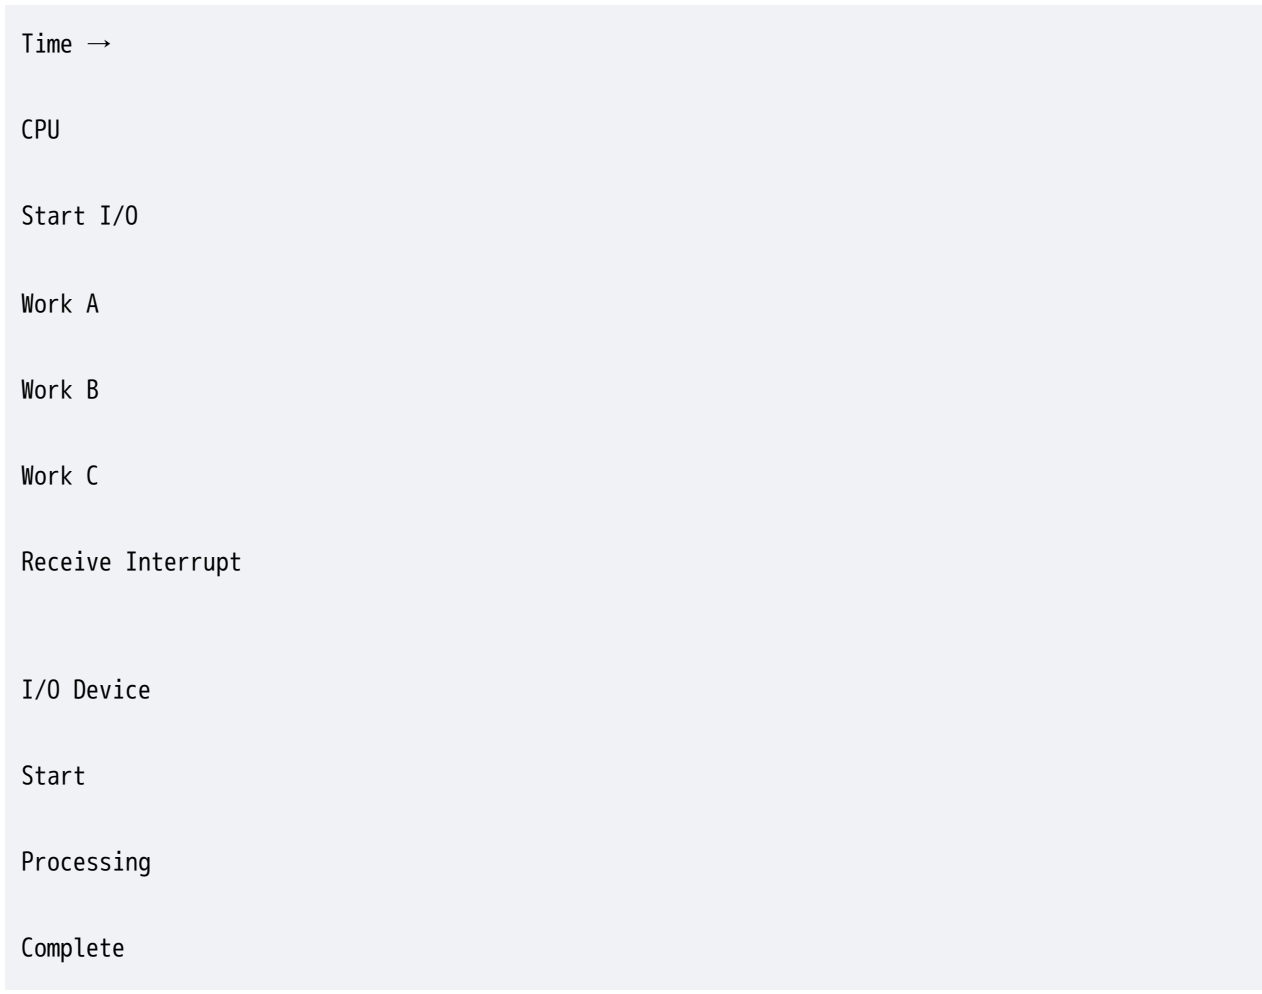 Time →
CPU
Start I/O
Work A
Work B
Work C
Receive Interrupt
I/O Device
Start
Processing
Complete